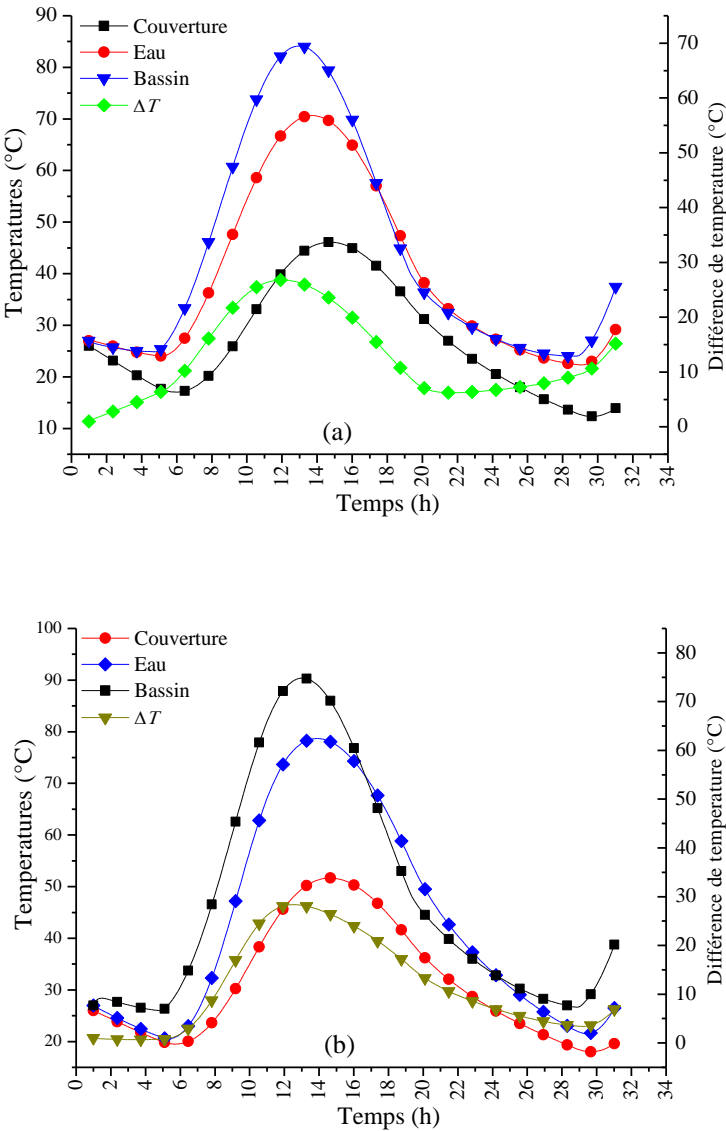 Couverture
Eau
Bassin
ΔT
90
80
70
60
50
40
30
20
10
Temperatures (°C)
70
60
50
40
30
20
10
0
Différence de temperature (°C)
(a)
0 2 4 6 8 10 12 14 16 18 20 22 24 26 28 30 32 34
Temps (h)
Couverture
Eau
Bassin
ΔT
100
90
80
70
60
50
40
30
20
Temperatures (°C)
80
70
60
50
40
30
20
10
0
Différence de temperature (°C)
(b)
0 2 4 6 8 10 12 14 16 18 20 22 24 26 28 30 32 34
Temps (h)